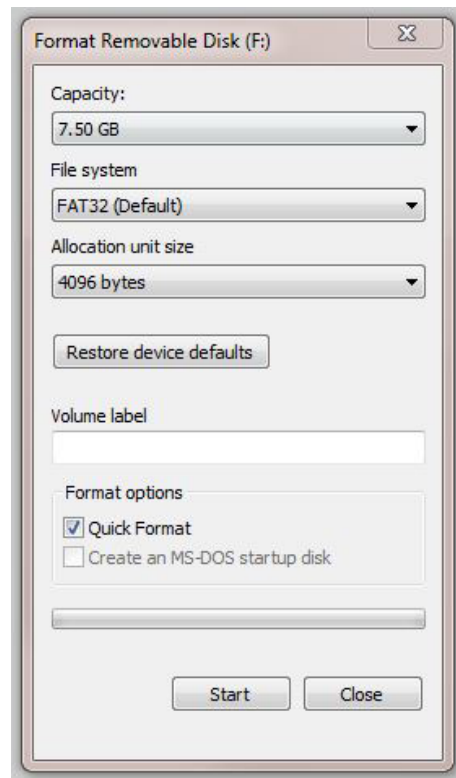 Format Removable Disk (F:)
Capacity:
7.50 GB
File system
FAT32 (Default)
Allocation unit size
4096 bytes
Restore device defaults
Volume label
Format options
Quick Format
Create an MS-DOS startup disk
Start Close